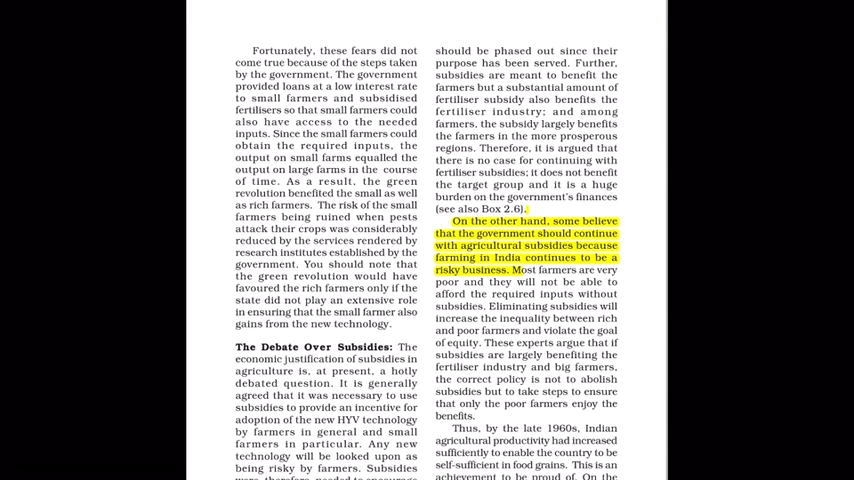 Fortunately, these fears did not
come true because of the steps taken
by the government. The government
provided loans at a low interest rate
to small farmers and subsidised
fertilisers so that small farmers could
also have access to the needed
inputs. Since the small farmers could
obtain the required inputs, the
output on small farms equalled the
output on large farms in the course
of time. As a result, the green
revolution benefited the small as well
as rich farmers. The risk of the small
farmers being ruined when pests
attack their crops was considerably
reduced by the services rendered by
research institutes established by the
government. You should note that
the green revolution would have
favoured the rich farmers only if the
state did not play an extensive role
in ensuring that the small farmer also
gains from the new technology.
The Debate Over Subsidies: The
economic justification of subsidies in
agriculture is, at present, a hotly
debated question. It is generally
agreed that it was necessary to use
subsidies to provide an incentive for
adoption of the new HYV technology
by farmers in general and small
farmers in particular. Any new
technology will be looked upon as
being risky by farmers. Subsidies
were, therefore, needed to encourage
should be phased out since their
purpose has been served. Further,
subsidies are meant to benefit the
farmers but a substantial amount of
fertiliser subsidy also benefits the
fertiliser industry; and among
farmers, the subsidy largely benefits
the farmers in the more prosperous
regions. Therefore, it is argued that
there is no case for continuing with
fertiliser subsidies; it does not benefit
the target group and it is a huge
burden on the government's finances
(see also Box 2.6).
On the other hand, some believe
that the government should continue
with agricultural subsidies because
farming in India continues to be a
risky business. Most farmers are very
poor and they will not be able to
afford the required inputs without
subsidies. Eliminating subsidies will
increase the inequality between rich
and poor farmers and violate the goal
of equity. These experts argue that if
subsidies are largely benefiting the
fertiliser industry and big farmers,
the correct policy is not to abolish
subsidies but to take steps to ensure
that only the poor farmers enjoy the
benefits.
Thus, by the late 1960s, Indian
agricultural productivity had increased
sufficiently to enable the country to be
self-sufficient in food grains. This is an
achievement to be proud of. On the